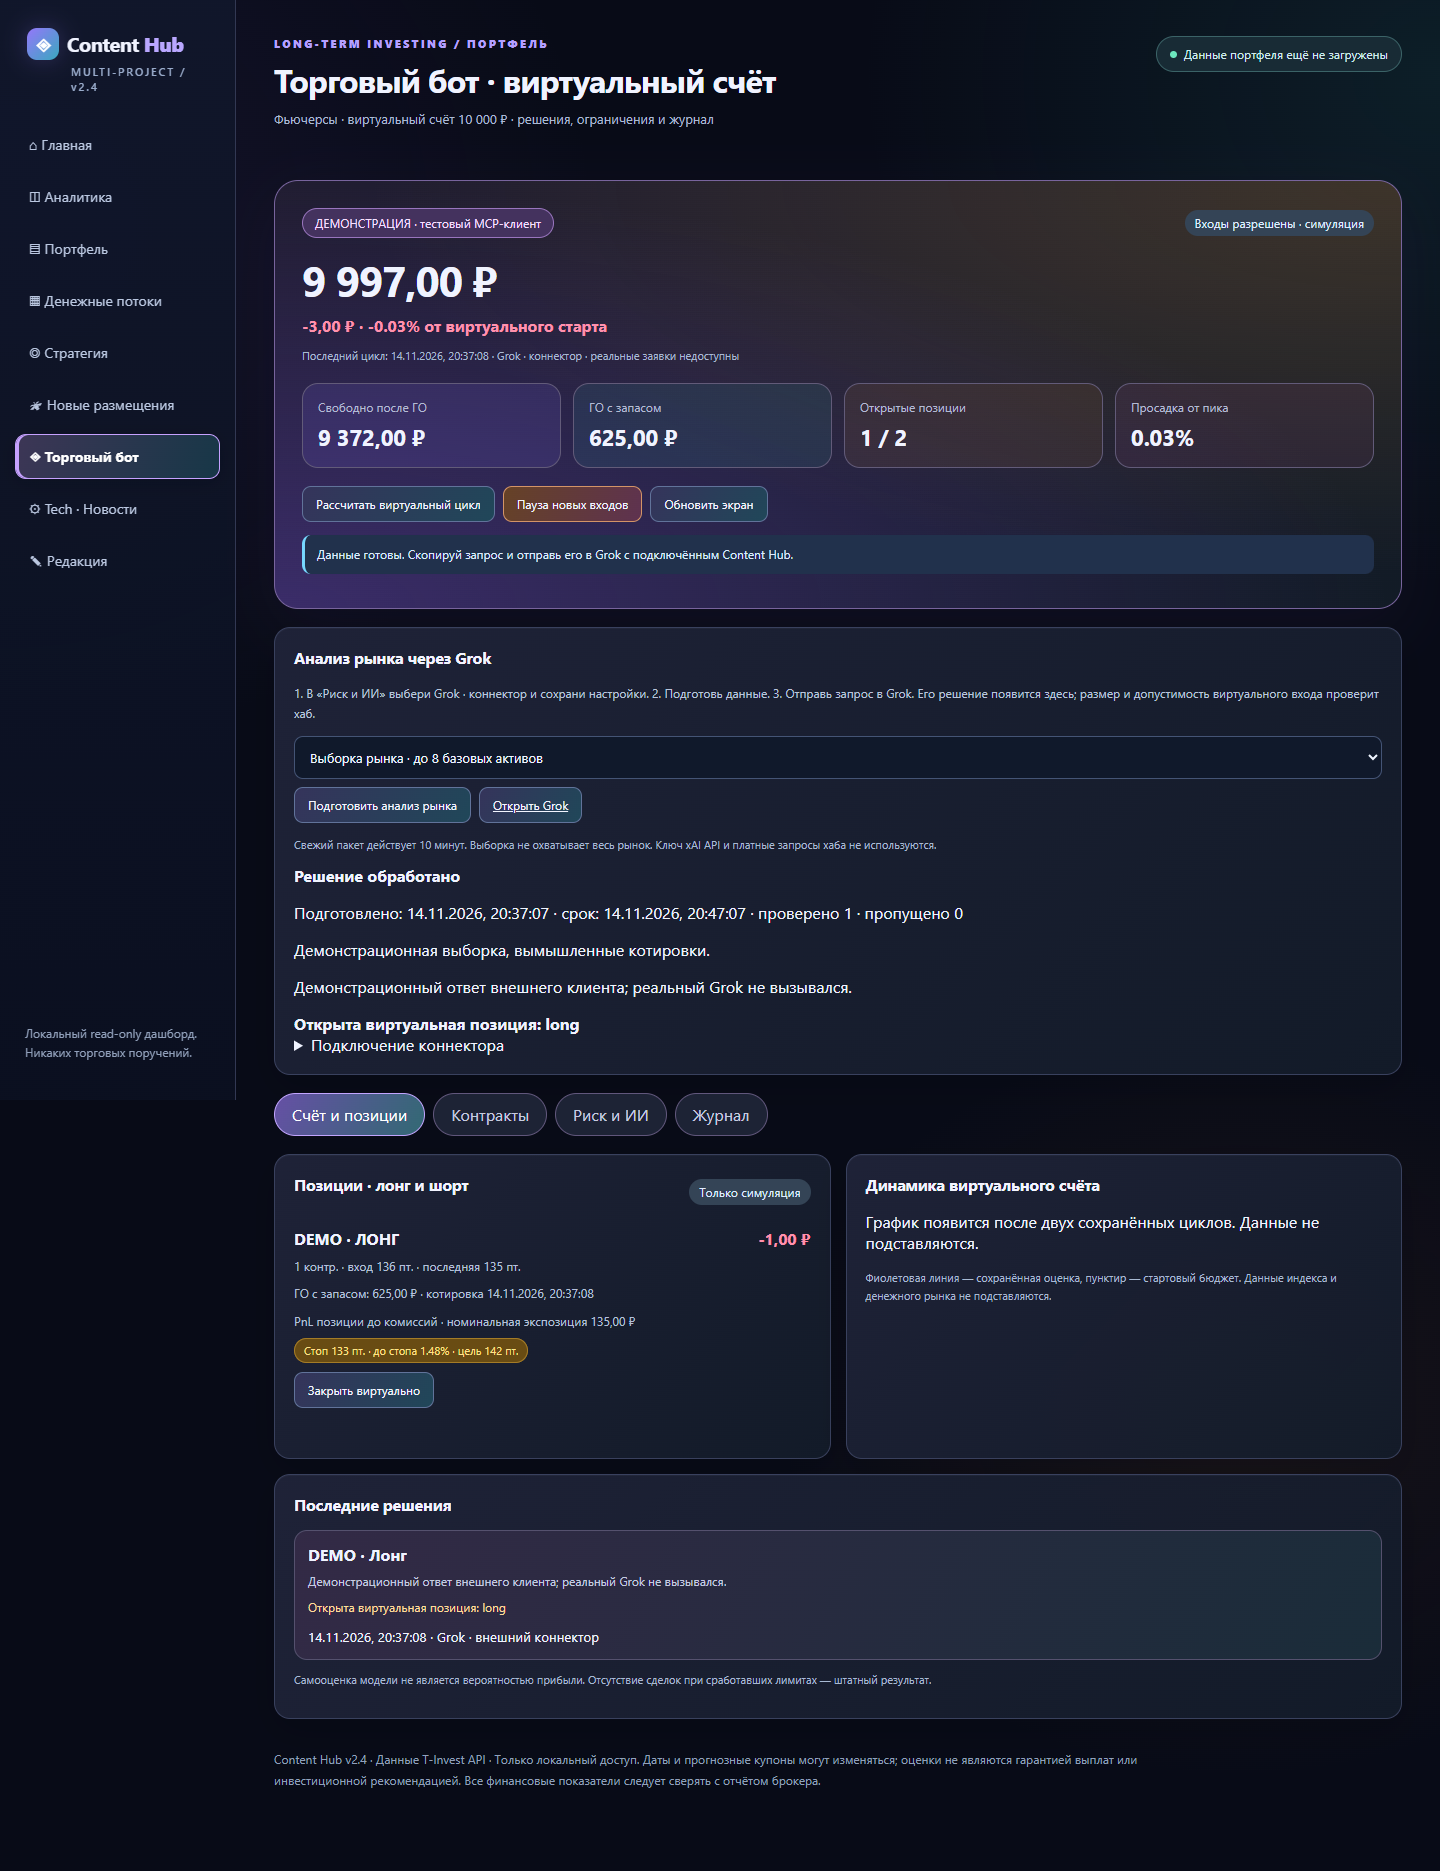 Content Hub
MULTI-PROJECT /
v2.4
Главная
Аналитика
Портфель
Денежные потоки
Стратегия
Новые размещения
Торговый бот
Tech · Новости
Редакция
Локальный read-only дашборд.
Никаких торговых поручений.
LONG-TERM INVESTING / ПОРТФЕЛЬ
Торговый бот · виртуальный счёт
Фьючерсы · виртуальный счёт 10 000 ₽ · решения, ограничения и журнал
Данные портфеля ещё не загружены
ДЕМОНСТРАЦИЯ · тестовый MCP-клиент
Входы разрешены · симуляция
9 997,00 ₽
-3,00 ₽ · -0.03% от виртуального старта
Последний цикл: 14.11.2026, 20:37:08 · Grok · коннектор · реальные заявки недоступны
Свободно после ГО
9 372,00 ₽
ГО с запасом
625,00 ₽
Открытые позиции
1 / 2
Просадка от пика
0.03%
Рассчитать виртуальный цикл
Пауза новых входов
Обновить экран
Данные готовы. Скопируй запрос и отправь его в Grok с подключённым Content Hub.
Анализ рынка через Grok
1. В «Риск и ИИ» выбери Grok · коннектор и сохрани настройки. 2. Подготовь данные. 3. Отправь запрос в Grok. Его решение появится здесь; размер и допустимость виртуального входа проверит
хаб.
Выборка рынка · до 8 базовых активов
Подготовить анализ рынка
Открыть Grok
Свежий пакет действует 10 минут. Выборка не охватывает весь рынок. Ключ xAI API и платные запросы хаба не используются.
Решение обработано
Подготовлено: 14.11.2026, 20:37:07 · срок: 14.11.2026, 20:47:07 · проверено 1 · пропущено 0
Демонстрационная выборка, вымышленные котировки.
Демонстрационный ответ внешнего клиента; реальный Grok не вызывался.
Открыта виртуальная позиция: long
Подключение коннектора
Счёт и позиции
Контракты
Риск и ИИ
Журнал
Позиции · лонг и шорт
Только симуляция
DEMO · ЛОНГ
-1,00 ₽
1 контр. · вход 136 пт. · последняя 135 пт.
ГО с запасом: 625,00 ₽ · котировка 14.11.2026, 20:37:08
PnL позиции до комиссий · номинальная экспозиция 135,00 ₽
Стоп 133 пт. · до стопа 1.48% · цель 142 пт.
Закрыть виртуально
Динамика виртуального счёта
График появится после двух сохранённых циклов. Данные не
подставляются.
Фиолетовая линия — сохранённая оценка, пунктир — стартовый бюджет. Данные индекса и
денежного рынка не подставляются.
Последние решения
DEMO · Лонг
Демонстрационный ответ внешнего клиента; реальный Grok не вызывался.
Открыта виртуальная позиция: long
14.11.2026, 20:37:08 · Grok · внешний коннектор
Самооценка модели не является вероятностью прибыли. Отсутствие сделок при сработавших лимитах — штатный результат.
Content Hub v2.4 · Данные T-Invest API · Только локальный доступ. Даты и прогнозные купоны могут изменяться; оценки не являются гарантией выплат или
инвестиционной рекомендацией. Все финансовые показатели следует сверять с отчётом брокера.